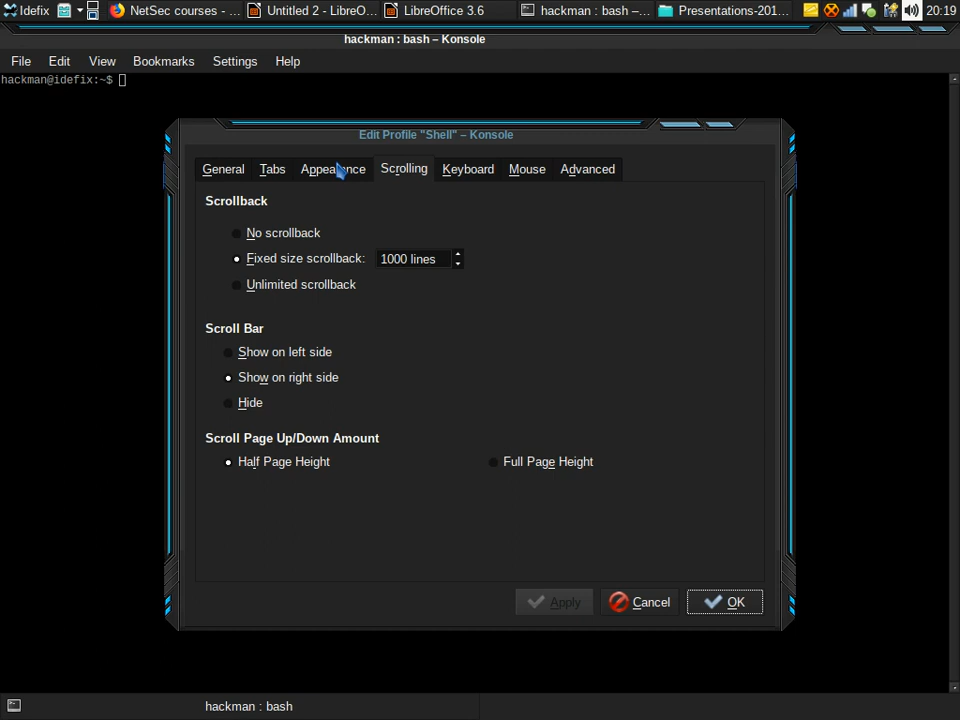 Idefix NetSec courses - ... Untitled 2 - LibreO... LibreOffice 3.6 hackman : bash –... Presentations-201... 20:19
hackman : bash – Konsole
File Edit View Bookmarks Settings Help
hackman@idefix:~$
Edit Profile "Shell" – Konsole
General Tabs Appearance Scrolling Keyboard Mouse Advanced
Scrollback
No scrollback
Fixed size scrollback: 1000 lines
Unlimited scrollback
Scroll Bar
Show on left side
Show on right side
Hide
Scroll Page Up/Down Amount
Half Page Height Full Page Height
Apply Cancel OK
hackman : bash